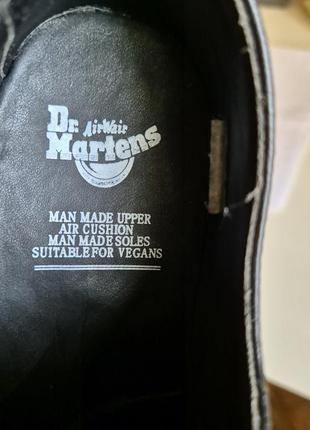 Dr. AirWair
Martens
MAN MADE UPPER
AIR CUSHION
MAN MADE SOLES
SUITABLE FOR VEGANS